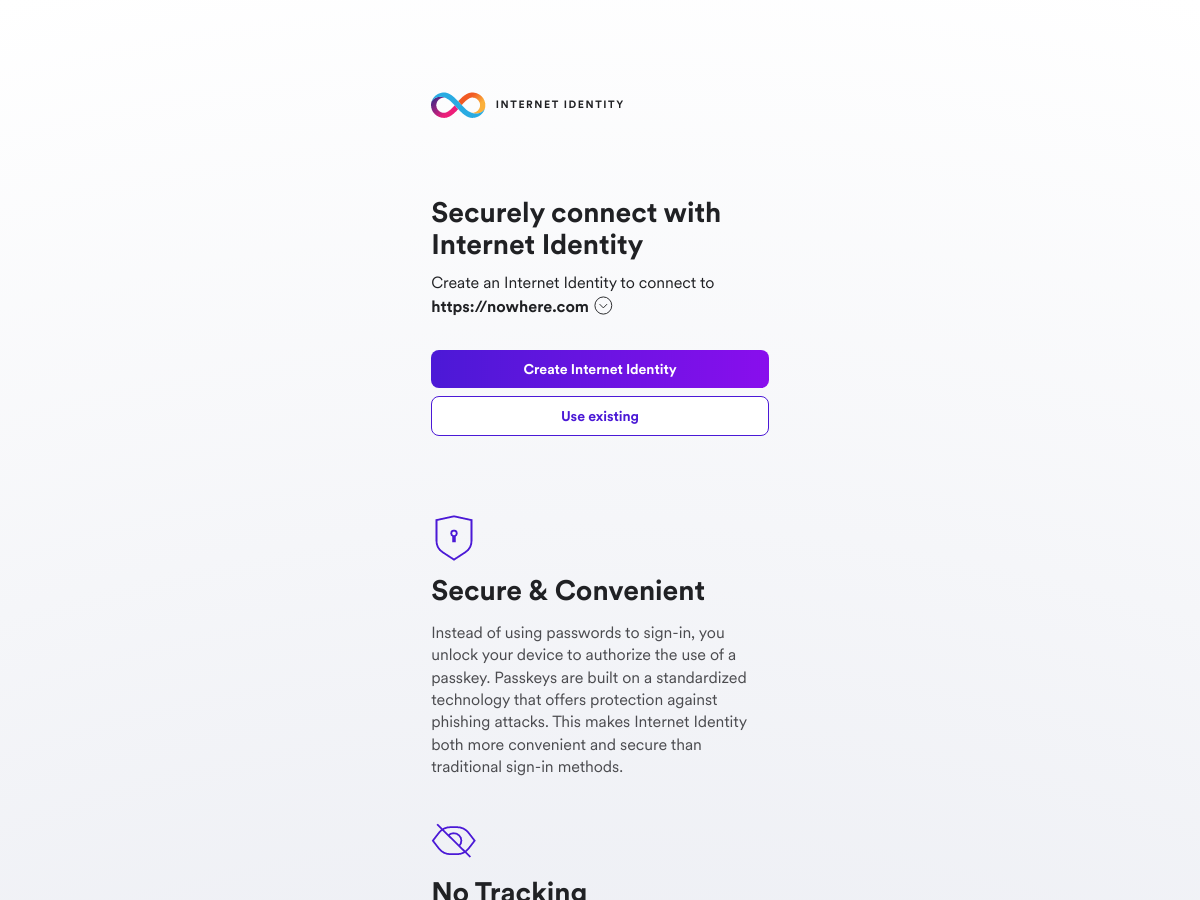 INTERNET IDENTITY
Securely connect with
Internet Identity
Create an Internet Identity to connect to
https://nowhere.com
Create Internet Identity
Use existing
Secure & Convenient
Instead of using passwords to sign-in, you
unlock your device to authorize the use of a
passkey. Passkeys are built on a standardized
technology that offers protection against
phishing attacks. This makes Internet Identity
both more convenient and secure than
traditional sign-in methods.
No Tracking